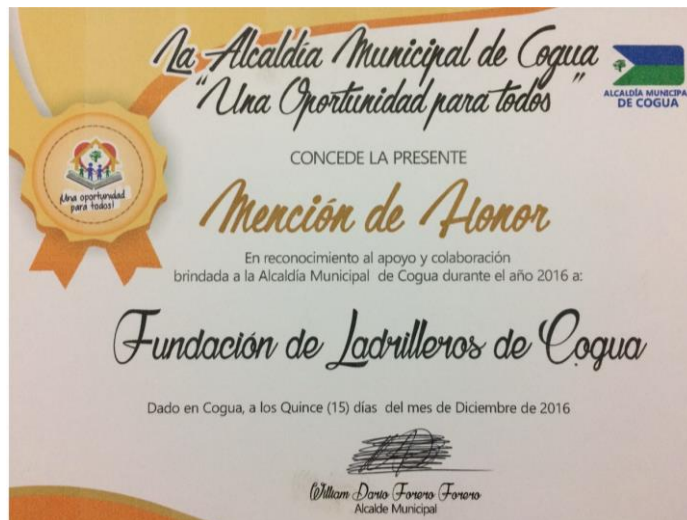 La Alcaldía Municipal de Cogua
"Una Oportunidad para todos"
ALCALDÍA MUNICIPA
DE COGUA
CONCEDE LA PRESENTE
Mención de Honor
¡Una oportunidad
para todos!
En reconocimiento al apoyo y colaboración
brindada a la Alcaldía Municipal de Cogua durante el año 2016 a:
Fundación de Ladrilleros de Cogua
Dado en Cogua, a los Quince (15) días del mes de Diciembre de 2016
William Dario Forero Forero
Alcalde Municipal